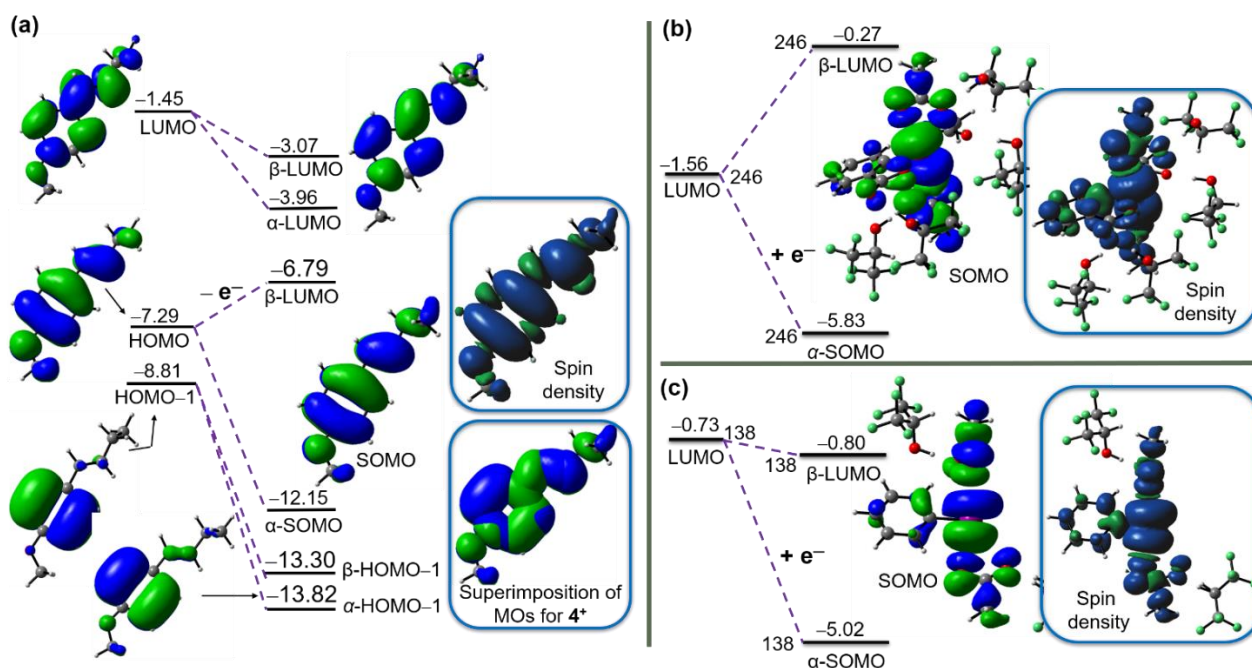 (a)
−1.45
LUMO
−3.07
β-LUMO
−3.96
α-LUMO
−6.79
β-LUMO
− e⁻
−7.29
HOMO
−8.81
HOMO−1
Spin
density
SOMO
−12.15
α-SOMO
−13.30
β-HOMO−1
−13.82
α-HOMO−1
Superimposition of
MOs for 4⁺
(b)
246
−0.27
β-LUMO
−1.56
LUMO
246
+ e⁻
SOMO
246
−5.83
α-SOMO
Spin
density
(c)
−0.73
LUMO
138
−0.80
138
β-LUMO
+ e⁻
SOMO
138
−5.02
α-SOMO
Spin
density